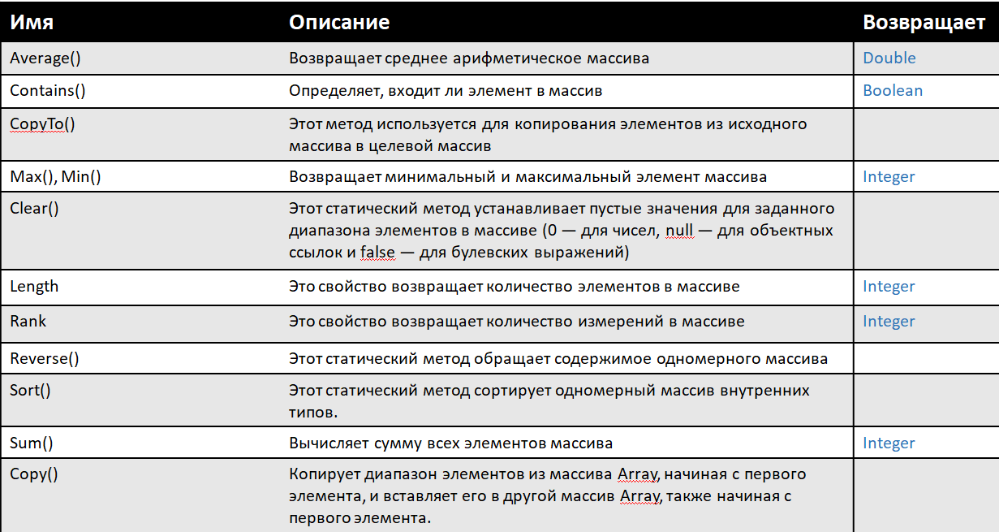 Имя Описание Возвращает
Average() Возвращает среднее арифметическое массива Double
Contains() Определяет, входит ли элемент в массив Boolean
CopyTo() Этот метод используется для копирования элементов из исходного
массива в целевой массив
Max(), Min() Возвращает минимальный и максимальный элемент массива Integer
Clear() Этот статический метод устанавливает пустые значения для заданного
диапазона элементов в массиве (0 — для чисел, null — для объектных
ссылок и false — для булевских выражений)
Length Это свойство возвращает количество элементов в массиве Integer
Rank Это свойство возвращает количество измерений в массиве Integer
Reverse() Этот статический метод обращает содержимое одномерного массива
Sort() Этот статический метод сортирует одномерный массив внутренних
типов.
Sum() Вычисляет сумму всех элементов массива Integer
Copy() Копирует диапазон элементов из массива Array, начиная с первого
элемента, и вставляет его в другой массив Array, также начиная с
первого элемента.